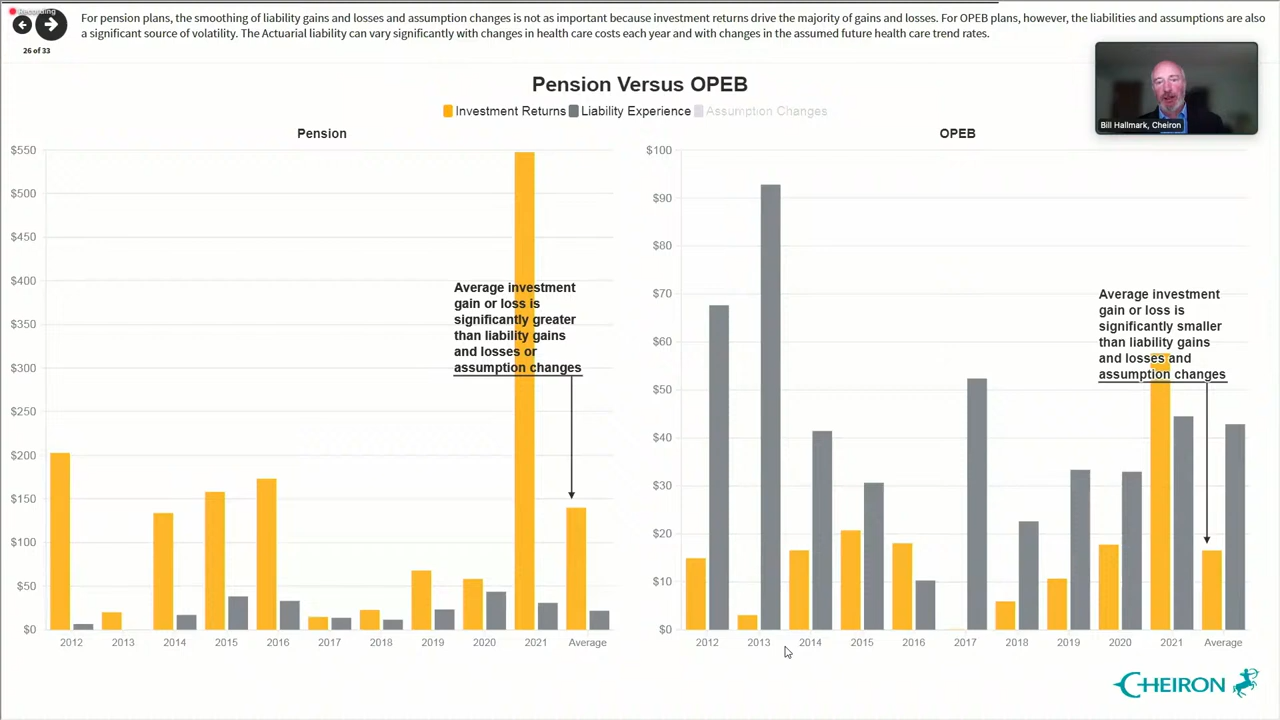 Recording
For pension plans, the smoothing of liability gains and losses and assumption changes is not as important because investment returns drive the majority of gains and losses. For OPEB plans, however, the liabilities and assumptions are also
a significant source of volatility. The Actuarial liability can vary significantly with changes in health care costs each year and with changes in the assumed future health care trend rates.
26 of 33
Pension Versus OPEB
Investment Returns Liability Experience Assumption Changes
Bill Hallmark, Cheiron
Pension
$550
$500
$450
$400
$350
$300
$250
$200
$150
$100
$50
$0
Average investment
gain or loss is
significantly greater
than liability gains
and losses or
assumption changes
2012 2013 2014 2015 2016 2017 2018 2019 2020 2021 Average
OPEB
$100
$90
$80
$70
$60
$50
$40
$30
$20
$10
$0
Average investment
gain or loss is
significantly smaller
than liability gains
and losses and
assumption changes
2012 2013 2014 2015 2016 2017 2018 2019 2020 2021 Average
CHEIRON